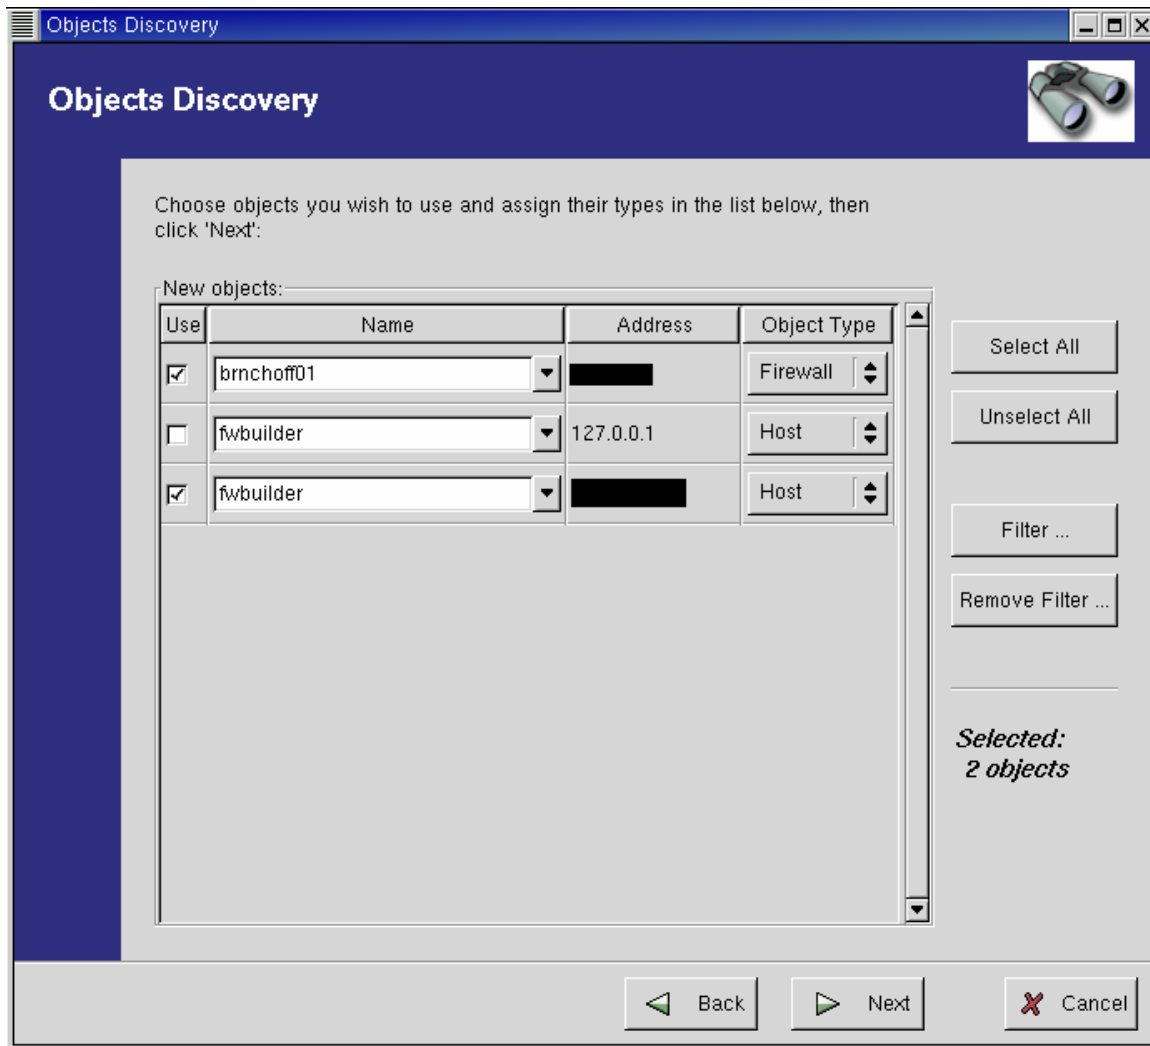 Objects Discovery
Objects Discovery
Choose objects you wish to use and assign their types in the list below, then
click 'Next':
New objects:
Use Name Address Object Type
brnchoff01 Firewall
fwbuilder 127.0.0.1 Host
fwbuilder Host
Select All
Unselect All
Filter ...
Remove Filter ...
Selected:
2 objects
Back Next Cancel